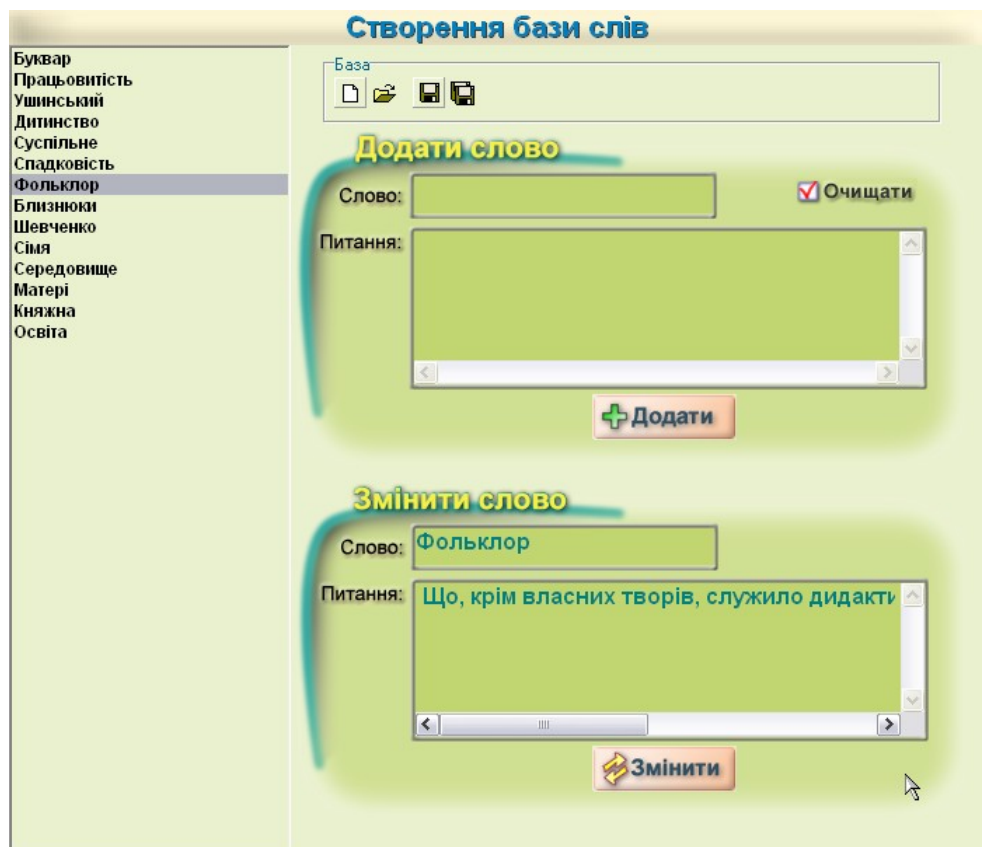 Створення бази слів
Буквар
Працьовитість
Ушинський
Дитинство
Суспільне
Спадковість
Фольклор
Близнюки
Шевченко
Сімя
Середовище
Матері
Княжна
Освіта
База
Додати слово
Слово:
Очищати
Питання:
Додати
Змінити слово
Слово: Фольклор
Питання: Що, крім власних творів, служило дидакти
Змінити